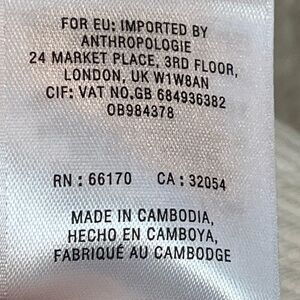 FOR EU: IMPORTED BY
ANTHROPOLOGIE
24 MARKET PLACE, 3RD FLOOR,
LONDON, UK W1W8AN
CIF: VAT NO.GB 684936382
OB984378
RN : 66170 CA : 32054
MADE IN CAMBODIA,
HECHO EN CAMBOYA,
FABRIQUÉ AU CAMBODGE